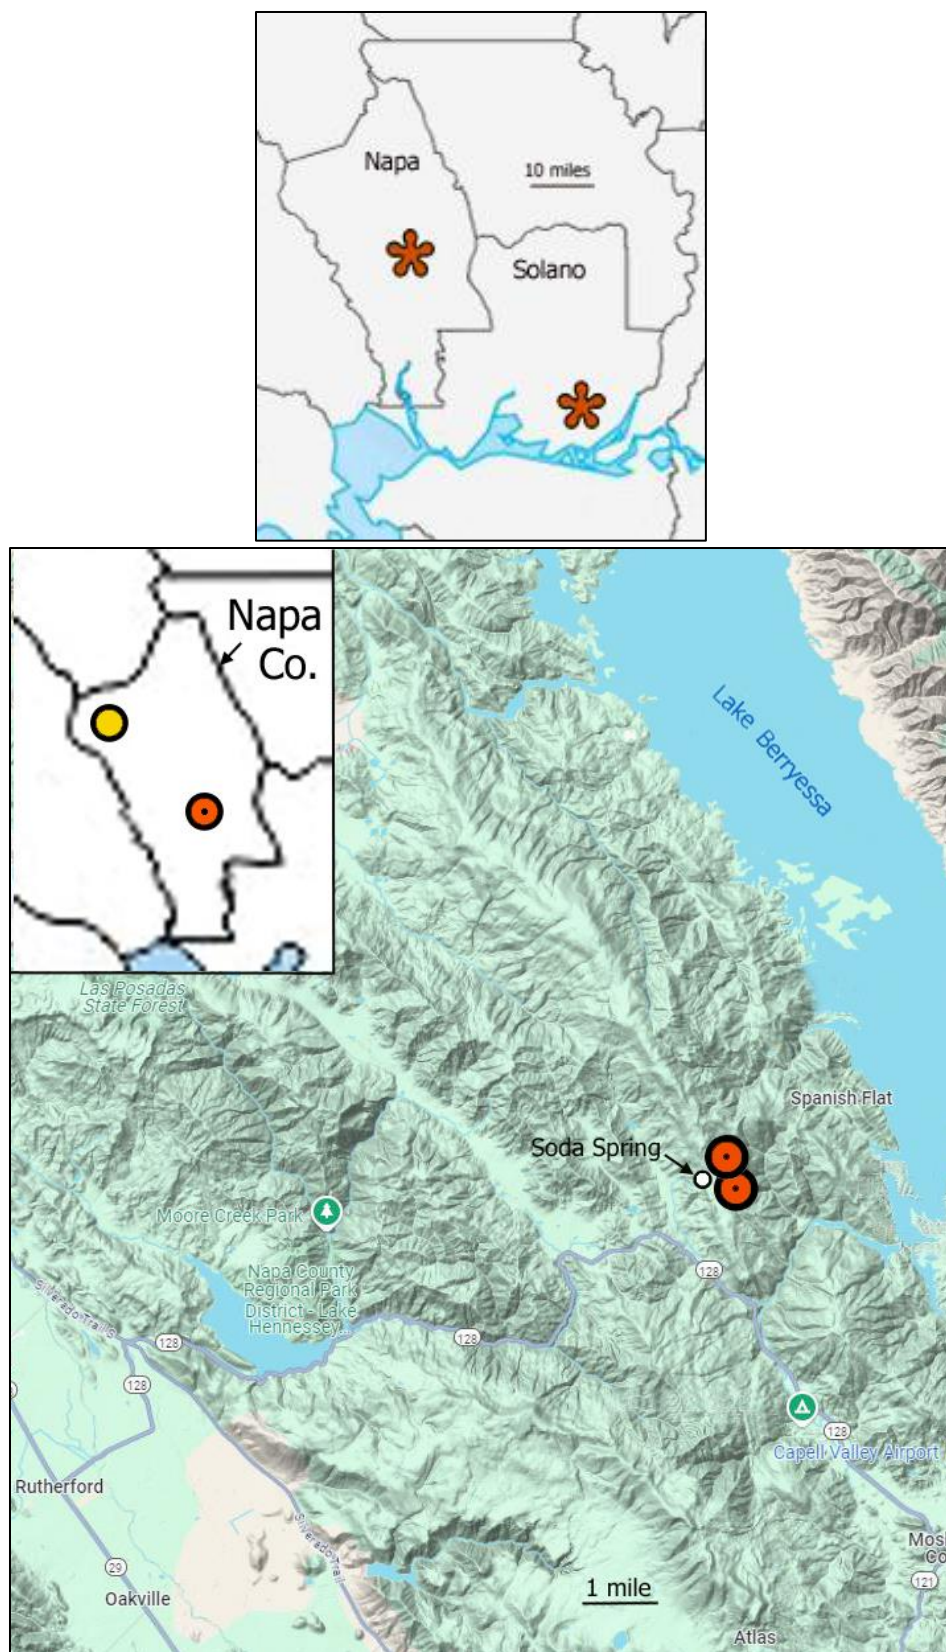 Napa
10 miles
Solano
Napa
Co.
Lake Berryessa
Las Posadas
State Forest
Spanish Flat
Soda Spring
Moore Creek Park
Napa County
Regional Park
District - Lake
Hennessey...
Silverado Trail S
128
128
128
128
128
Capell Valley Airport
Rutherford
Silverado Trail
29
Oakville
1 mile
121
Atlas